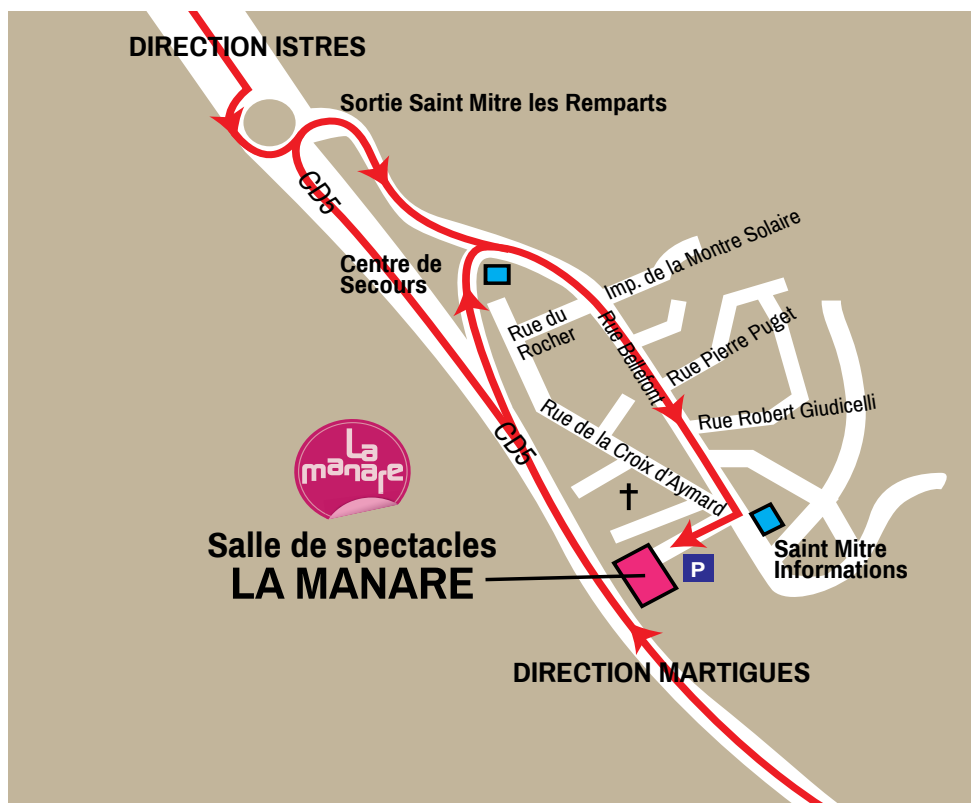 DIRECTION ISTRES
Sortie Saint Mitre les Remparts
CD5
Centre de
Secours
Imp. de la Montre Solaire
Rue du
Rocher
Rue Bellefont
Rue Pierre Puget
Rue Robert Giudicelli
Rue de la Croix d'Aymard
CD5
La
manare
Salle de spectacles
LA MANARE
P
Saint Mitre
Informations
DIRECTION MARTIGUES